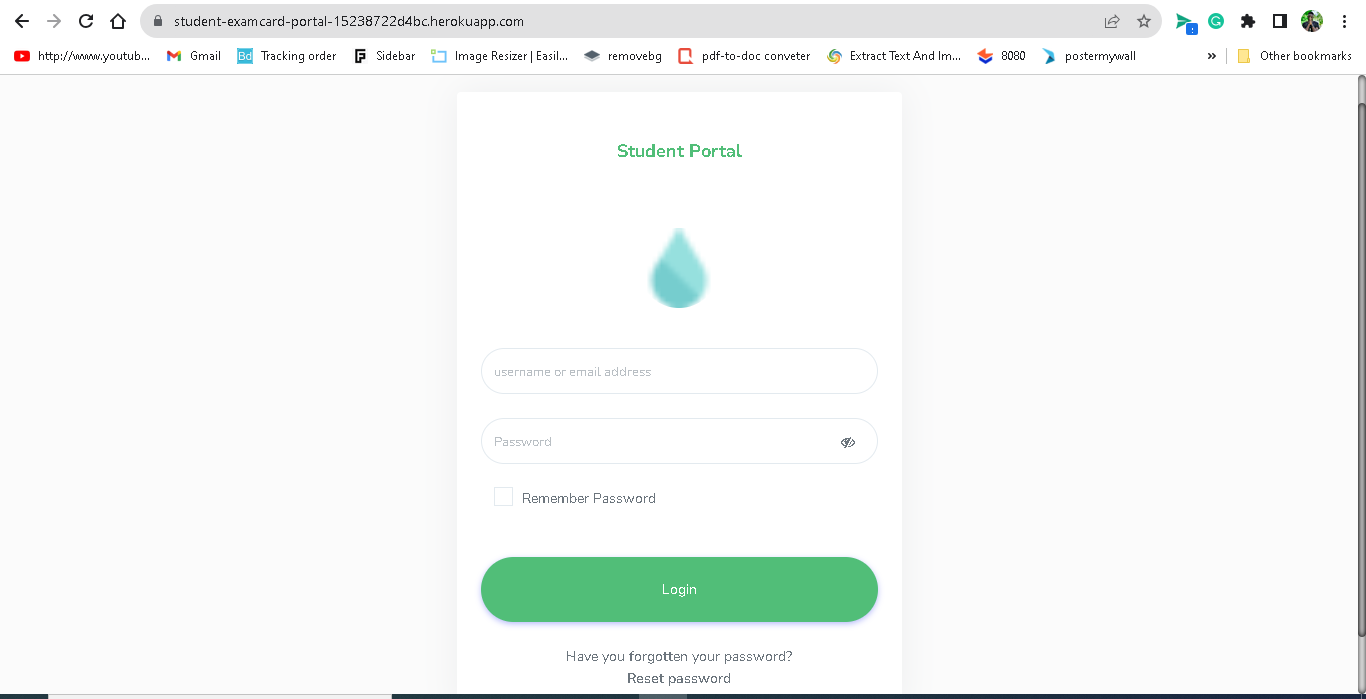 student-examcard-portal-15238722d4bc.herokuapp.com
http://www.youtub... Gmail Bd Tracking order Sidebar Image Resizer | Easil... removebg pdf-to-doc conveter Extract Text And Im... 8080 postermywall » Other bookmarks
Student Portal
username or email address
Password
Remember Password
Login
Have you forgotten your password?
Reset password